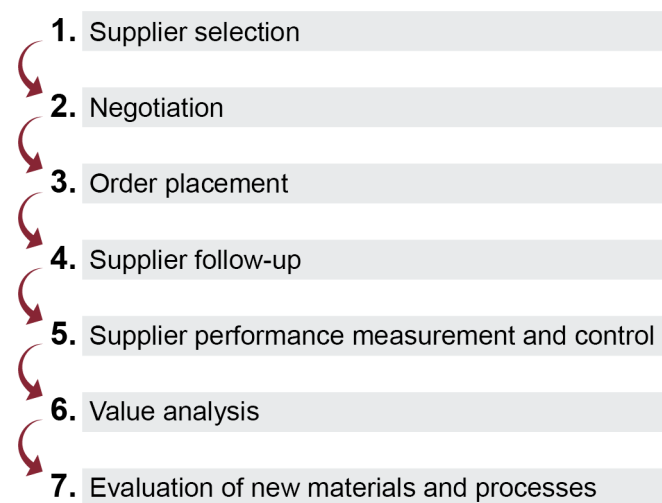 1. Supplier selection
2. Negotiation
3. Order placement
4. Supplier follow-up
5. Supplier performance measurement and control
6. Value analysis
7. Evaluation of new materials and processes